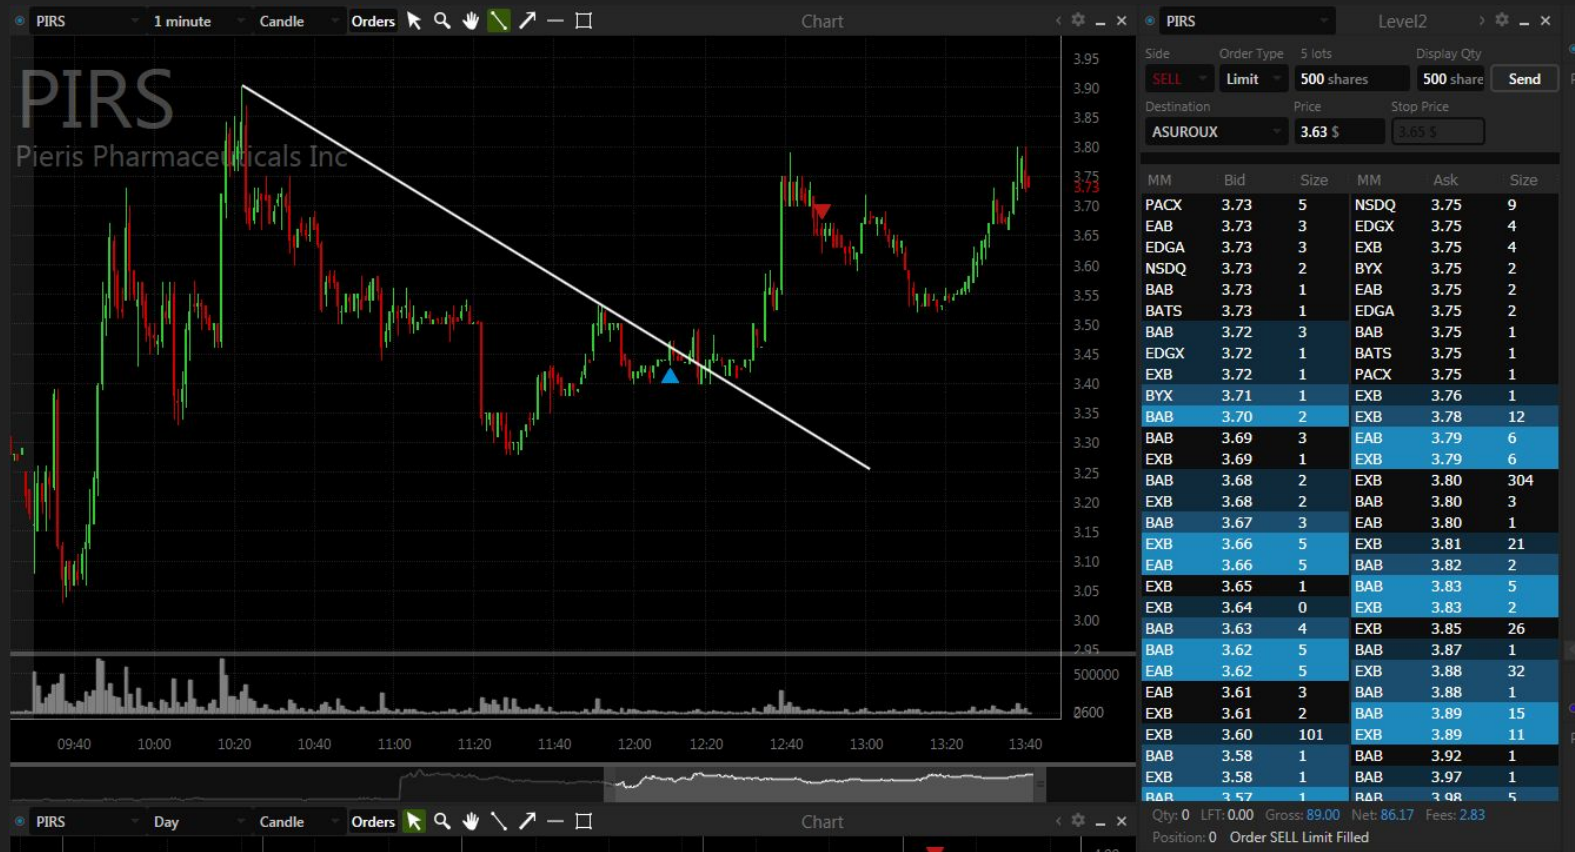 PIRS 1 minute Candle Orders Chart
PIRS
Pieris Pharmaceuticals Inc
3.95
3.90
3.85
3.80
3.75
3.73
3.70
3.65
3.60
3.55
3.50
3.45
3.40
3.35
3.30
3.25
3.20
3.15
3.10
3.05
3.00
2.95
500000
2600
09:40 10:00 10:20 10:40 11:00 11:20 11:40 12:00 12:20 12:40 13:00 13:20 13:40
PIRS Day Candle Orders Chart
PIRS Level2
Side Order Type 5 lots Display Qty
SELL Limit 500 shares 500 share Send
Destination Price Stop Price
ASUROUX 3.63 $ 3.65 $
MM Bid Size MM Ask Size
PACX 3.73 5 NSDQ 3.75 9
EAB 3.73 3 EDGX 3.75 4
EDGA 3.73 3 EXB 3.75 4
NSDQ 3.73 2 BYX 3.75 2
BAB 3.73 1 EAB 3.75 2
BATS 3.73 1 EDGA 3.75 2
BAB 3.72 3 BAB 3.75 1
EDGX 3.72 1 BATS 3.75 1
EXB 3.72 1 PACX 3.75 1
BYX 3.71 1 EXB 3.76 1
BAB 3.70 2 EXB 3.78 12
BAB 3.69 3 EAB 3.79 6
EXB 3.69 1 EXB 3.79 6
BAB 3.68 2 EXB 3.80 304
EXB 3.68 2 BAB 3.80 3
BAB 3.67 3 EAB 3.80 1
EXB 3.66 5 EXB 3.81 21
EAB 3.66 5 BAB 3.82 2
EXB 3.65 1 BAB 3.83 5
EXB 3.64 0 EXB 3.83 2
BAB 3.63 4 EXB 3.85 26
BAB 3.62 5 BAB 3.87 1
EAB 3.62 5 EXB 3.88 32
EAB 3.61 3 BAB 3.88 1
EXB 3.61 2 BAB 3.89 15
EXB 3.60 101 EXB 3.89 11
BAB 3.58 1 BAB 3.92 1
EXB 3.58 1 BAB 3.97 1
BAB 3.57 1 BAB 3.98 5
Qty: 0 LFT: 0.00 Gross: 89.00 Net: 86.17 Fees: 2.83
Position: 0 Order SELL Limit Filled